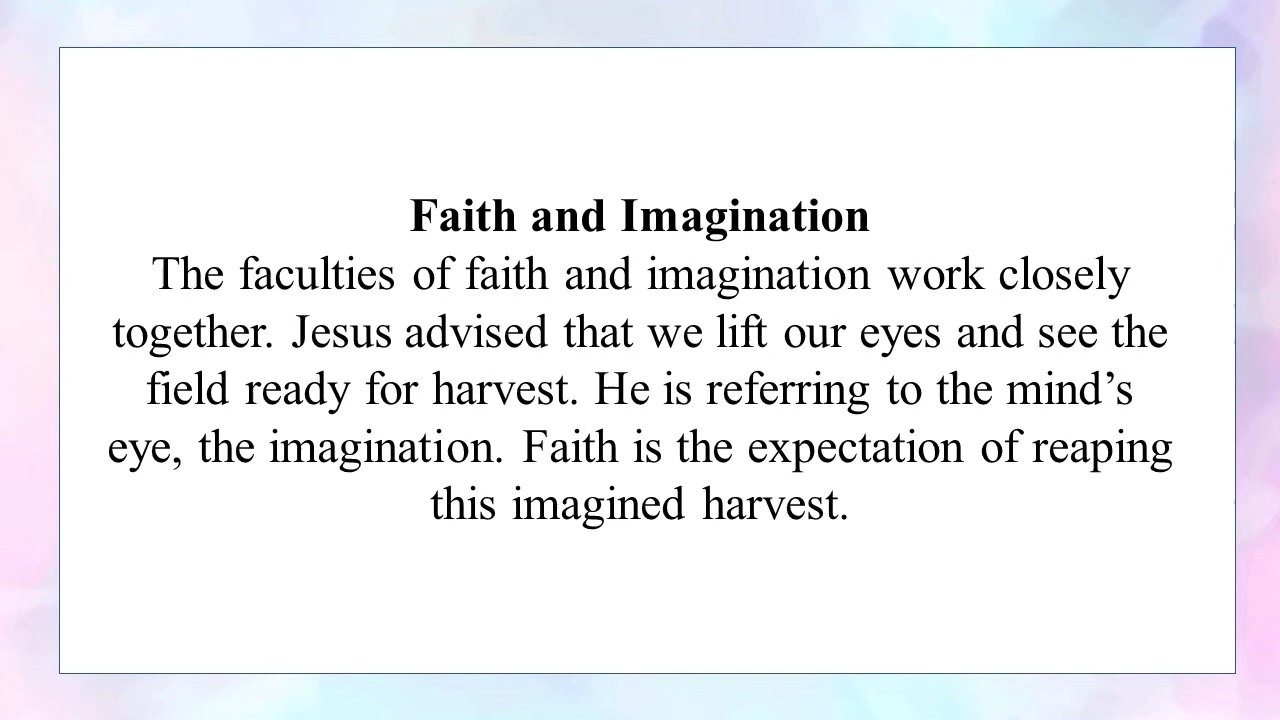 Faith and Imagination
The faculties of faith and imagination work closely
together. Jesus advised that we lift our eyes and see the
field ready for harvest. He is referring to the mind’s
eye, the imagination. Faith is the expectation of reaping
this imagined harvest.